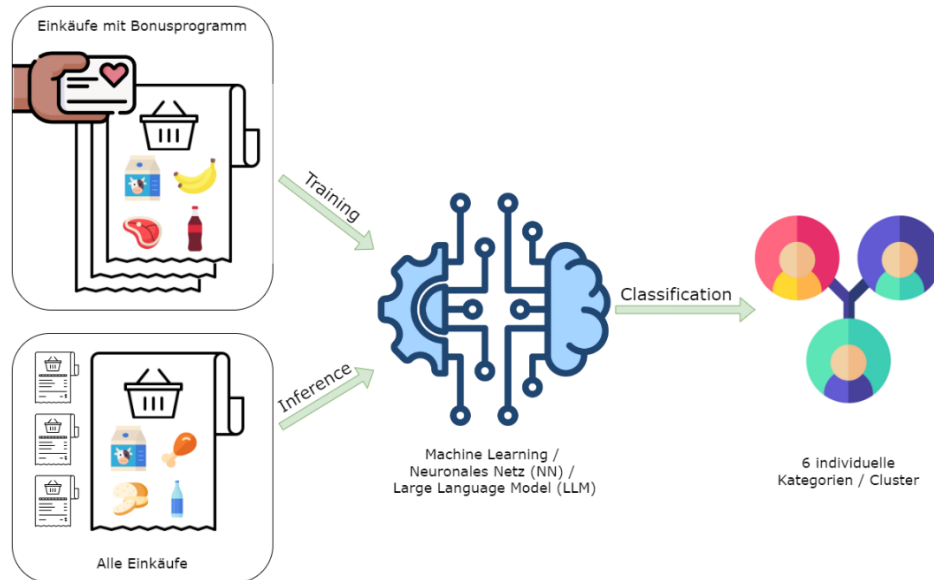 Einkäufe mit Bonusprogramm
Training
Inference
Alle Einkäufe
Machine Learning /
Neuronales Netz (NN) /
Large Language Model (LLM)
Classification
6 individuelle
Kategorien / Cluster